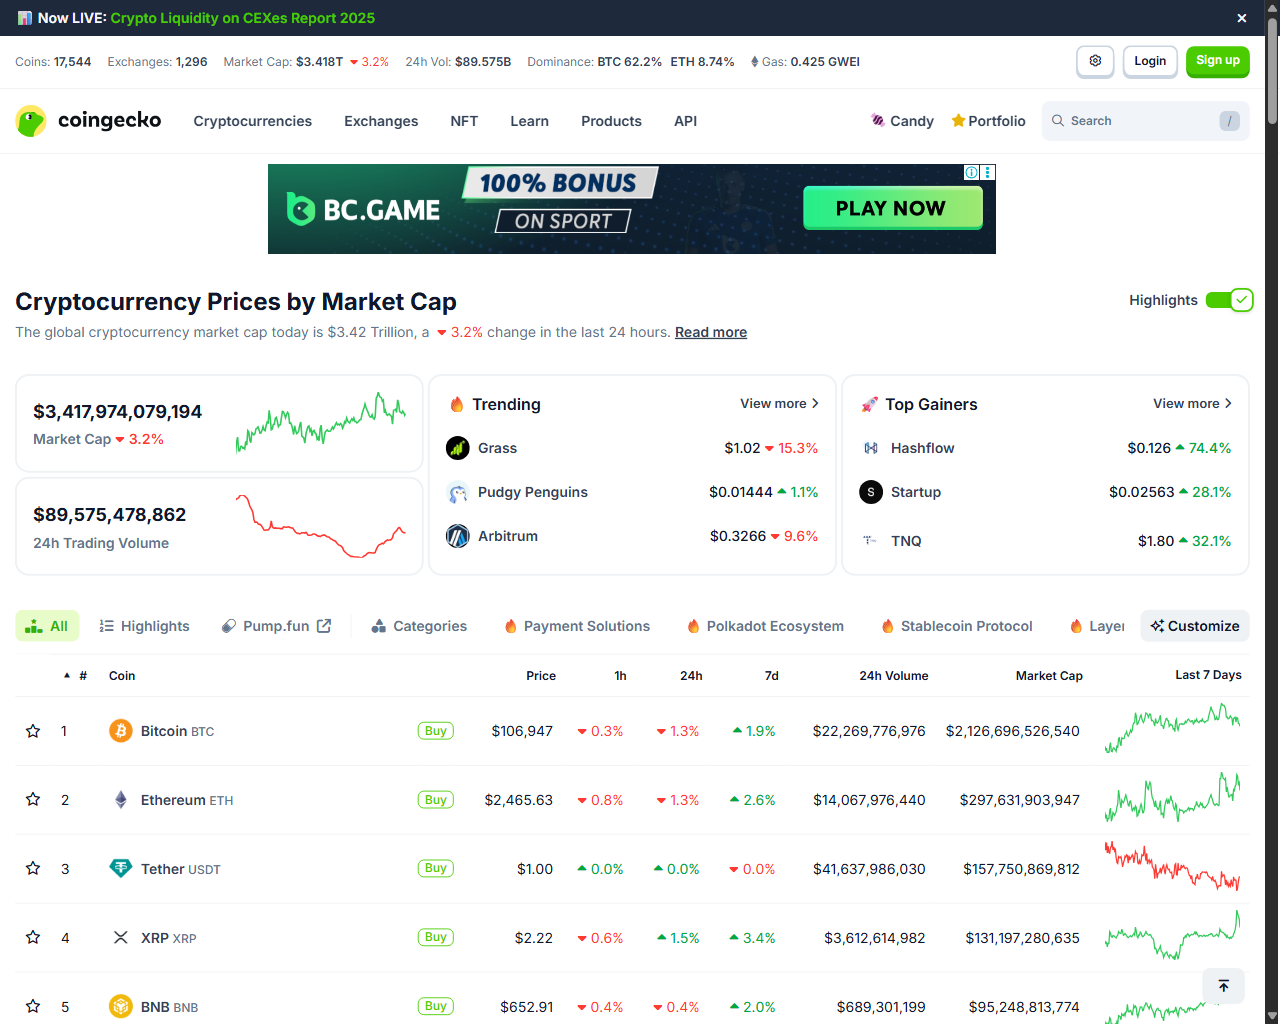 Now LIVE: Crypto Liquidity on CEXes Report 2025
Coins: 17,544 Exchanges: 1,296 Market Cap: $3.418T 3.2% 24h Vol: $89.575B Dominance: BTC 62.2% ETH 8.74% Gas: 0.425 GWEI
Login
Sign up
coingecko
Cryptocurrencies Exchanges NFT Learn Products API
Candy Portfolio Search /
BC.GAME
100% BONUS
ON SPORT
PLAY NOW
Cryptocurrency Prices by Market Cap
Highlights
The global cryptocurrency market cap today is $3.42 Trillion, a 3.2% change in the last 24 hours. Read more
$3,417,974,079,194
Market Cap 3.2%
$89,575,478,862
24h Trading Volume
Trending View more
Grass $1.02 15.3%
Pudgy Penguins $0.01444 1.1%
Arbitrum $0.3266 9.6%
Top Gainers View more
Hashflow $0.126 74.4%
S Startup $0.02563 28.1%
TNQ $1.80 32.1%
All Highlights Pump.fun Categories Payment Solutions Polkadot Ecosystem Stablecoin Protocol Layer Customize
# Coin Price 1h 24h 7d 24h Volume Market Cap Last 7 Days
1 Bitcoin BTC Buy $106,947 0.3% 1.3% 1.9% $22,269,776,976 $2,126,696,526,540
2 Ethereum ETH Buy $2,465.63 0.8% 1.3% 2.6% $14,067,976,440 $297,631,903,947
3 Tether USDT Buy $1.00 0.0% 0.0% 0.0% $41,637,986,030 $157,750,869,812
4 XRP XRP Buy $2.22 0.6% 1.5% 3.4% $3,612,614,982 $131,197,280,635
5 BNB BNB Buy $652.91 0.4% 0.4% 2.0% $689,301,199 $95,248,813,774